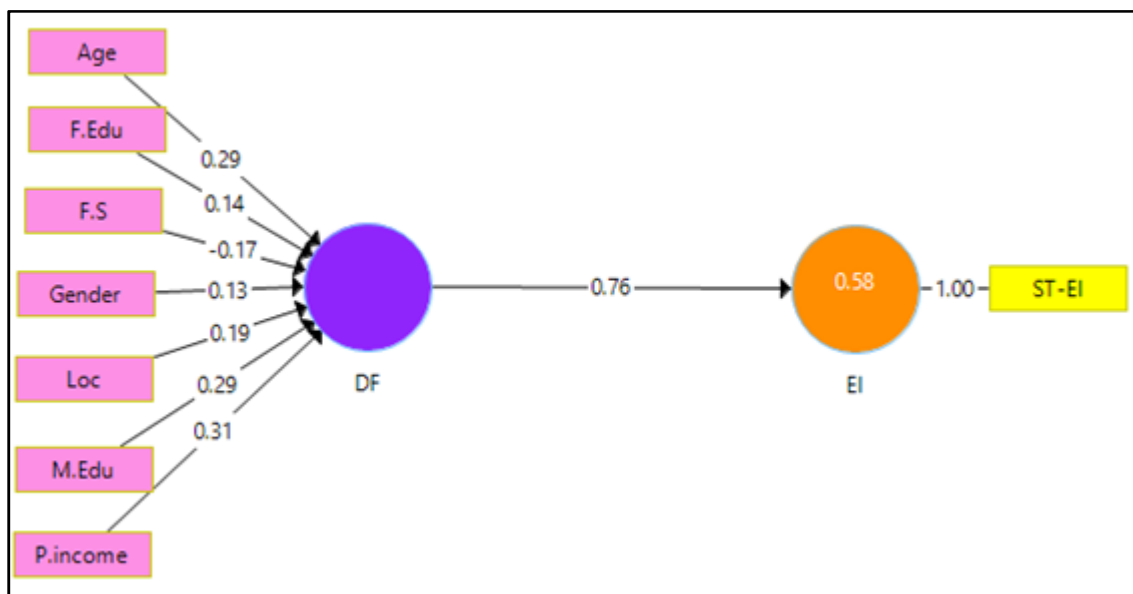 Age
F.Edu
F.S
Gender
Loc
M.Edu
P.income
0.29
0.14
-0.17
0.13
0.19
0.29
0.31
DF
0.76
0.58
EI
1.00
ST-EI